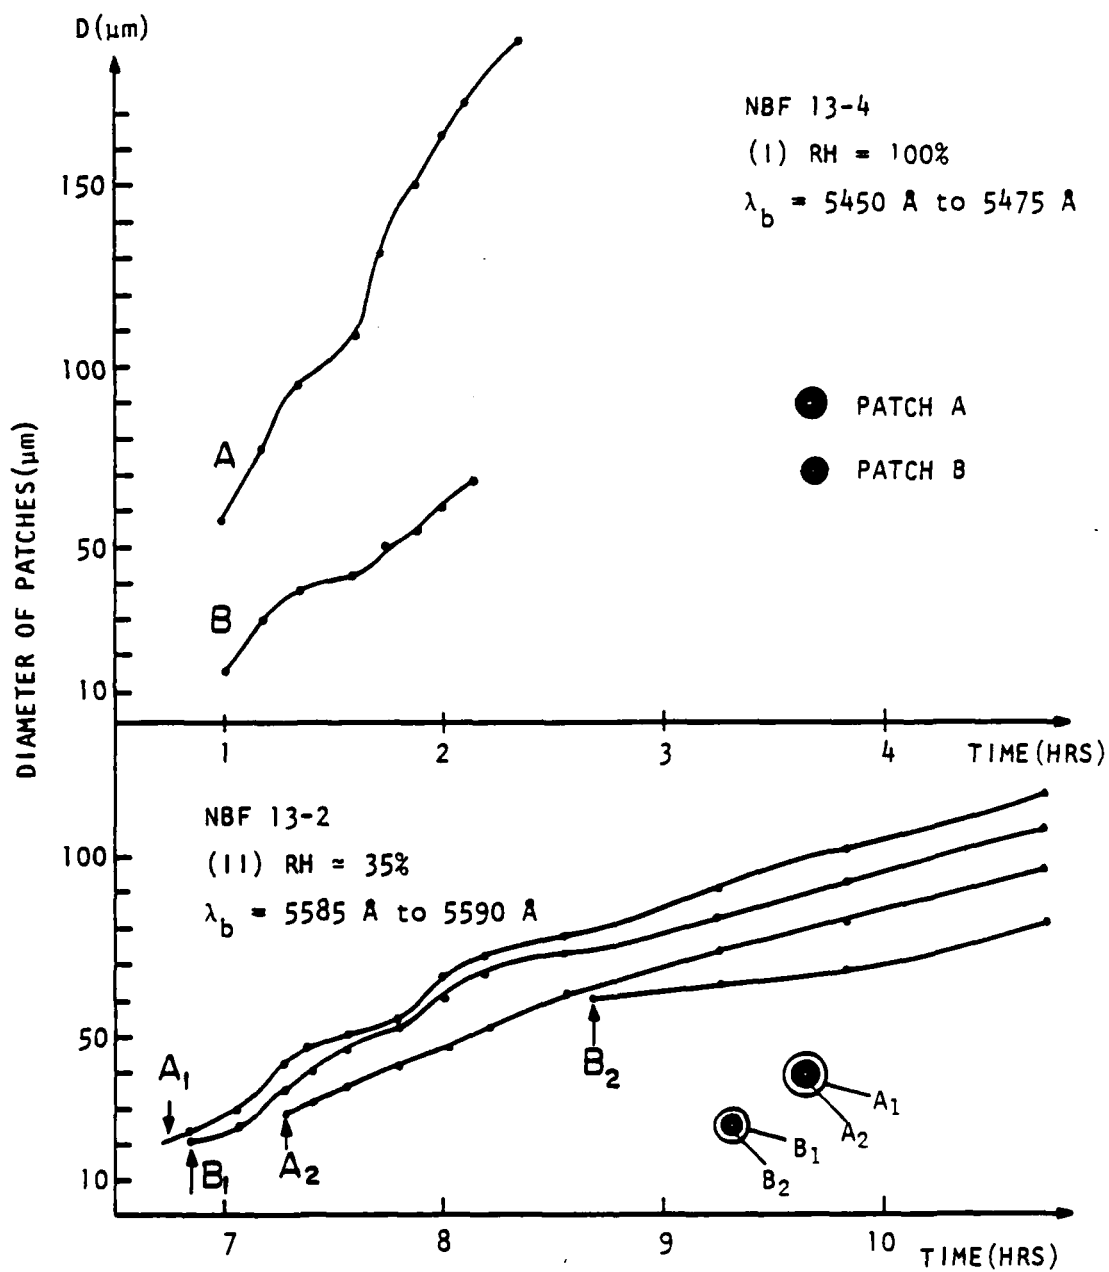 D(μm)
NBF 13-4
(I) RH = 100%
λb = 5450 Å to 5475 Å
150
100
50
10
A
B
PATCH A
PATCH B
DIAMETER OF PATCHES(μm)
1
2
3
4
TIME(HRS)
NBF 13-2
(II) RH ≃ 35%
λb = 5585 Å to 5590 Å
100
50
10
A1
B1
A2
B2
A1
A2
B1
B2
7
8
9
10
TIME(HRS)